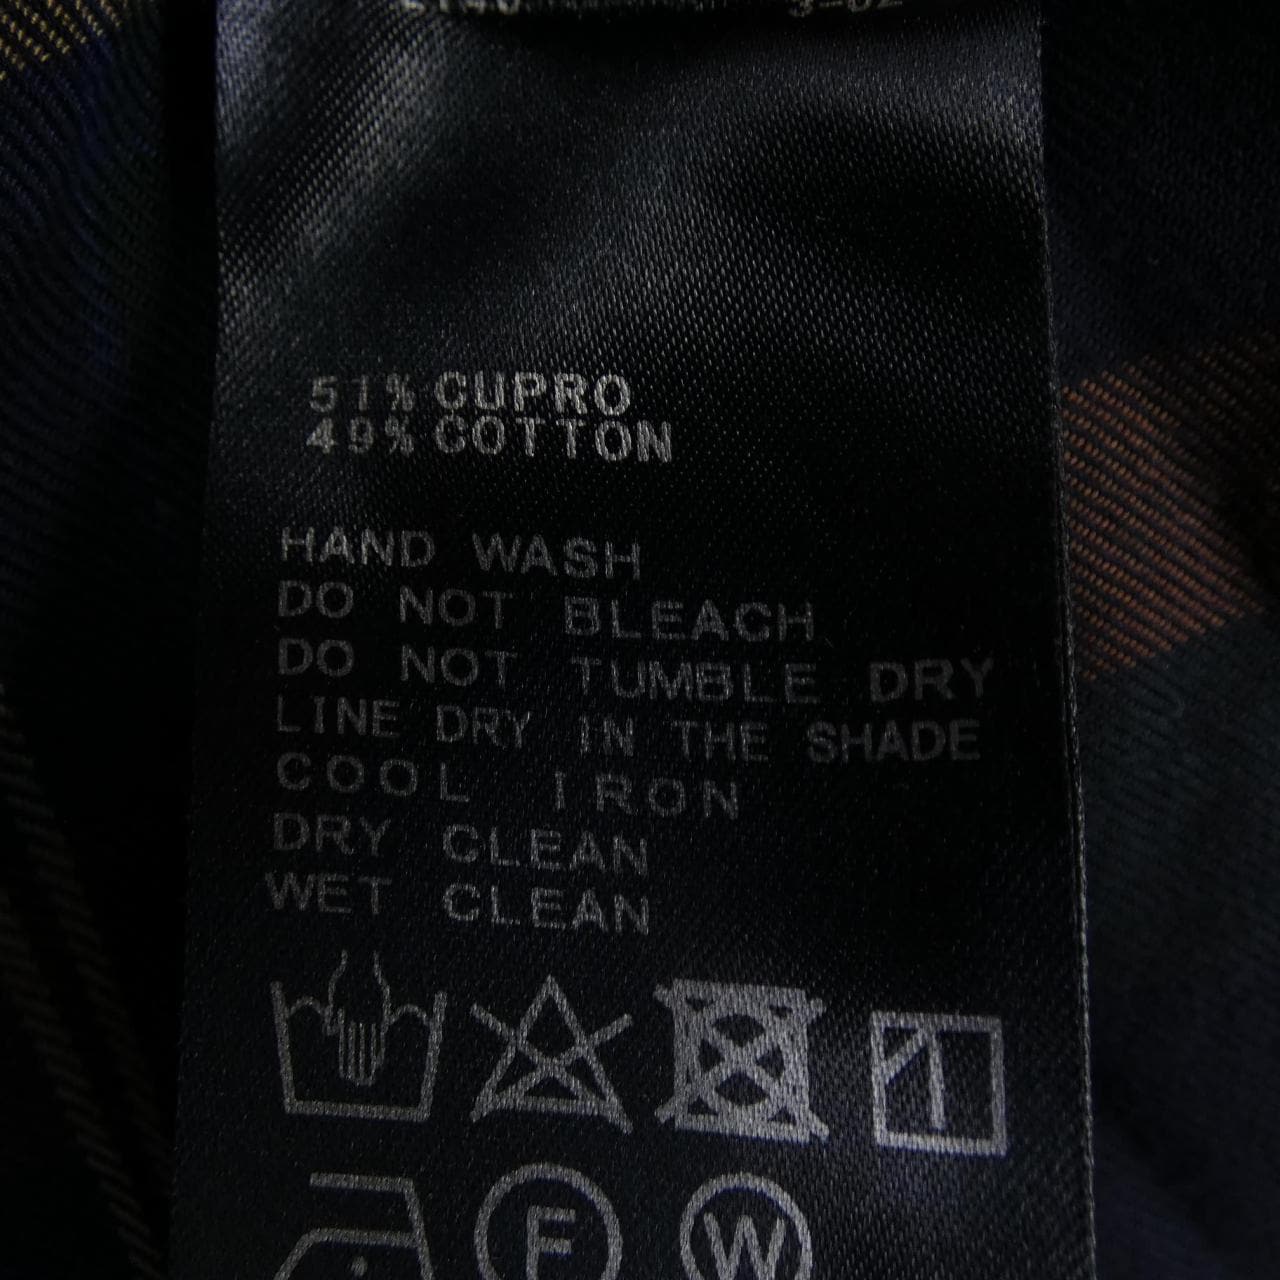 51% CUPRO
49% COTTON
HAND WASH
DO NOT BLEACH
DO NOT TUMBLE DRY
LINE DRY IN THE SHADE
COOL IRON
DRY CLEAN
WET CLEAN
F W